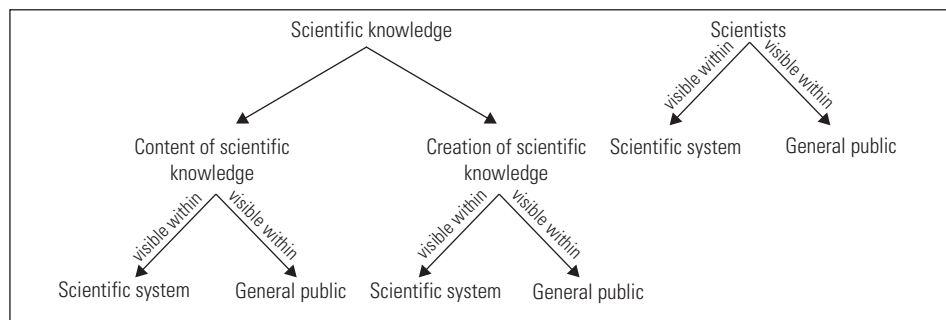 Scientific knowledge
Scientists
visible within
visible within
Content of scientific
knowledge
Creation of scientific
knowledge
Scientific system
General public
visible within
visible within
visible within
visible within
Scientific system
General public
Scientific system
General public